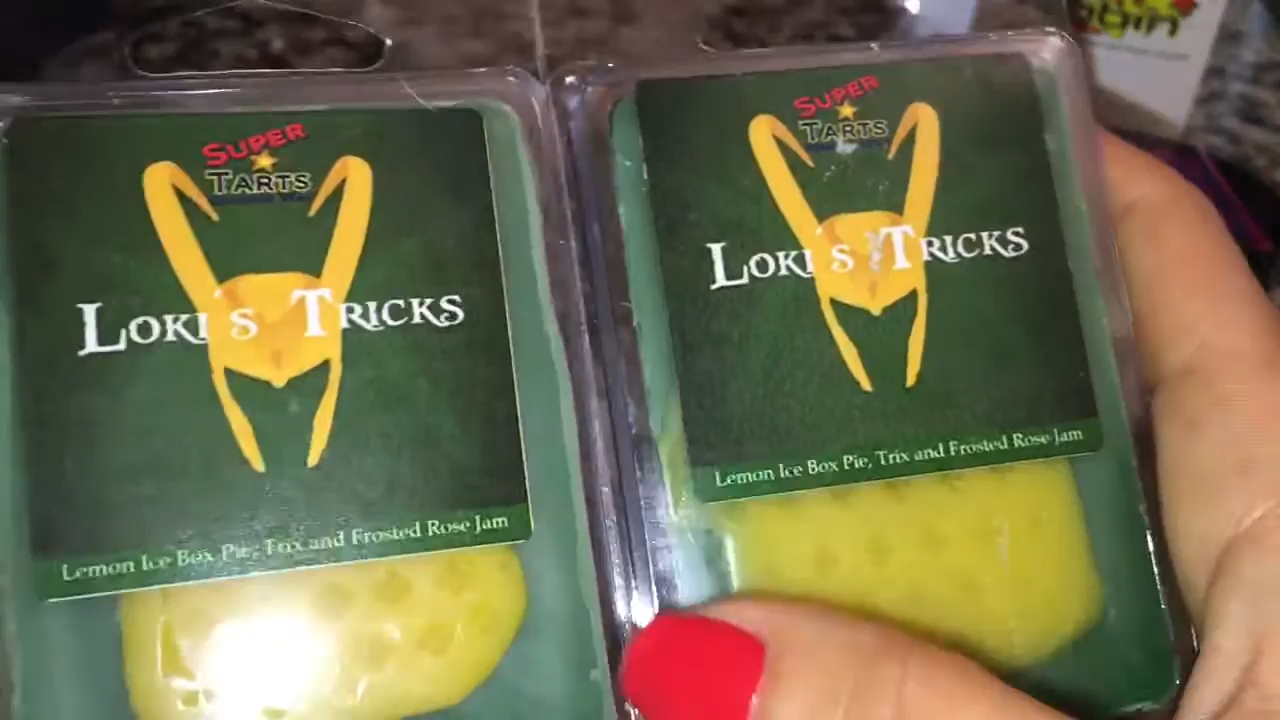 SUPER
TARTS
LOKI'S TRICKS
Lemon Ice Box Pie, Trix and Frosted Rose Jam
SUPER
TARTS
LOKI'S TRICKS
Lemon Ice Box Pie, Trix and Frosted Rose Jam